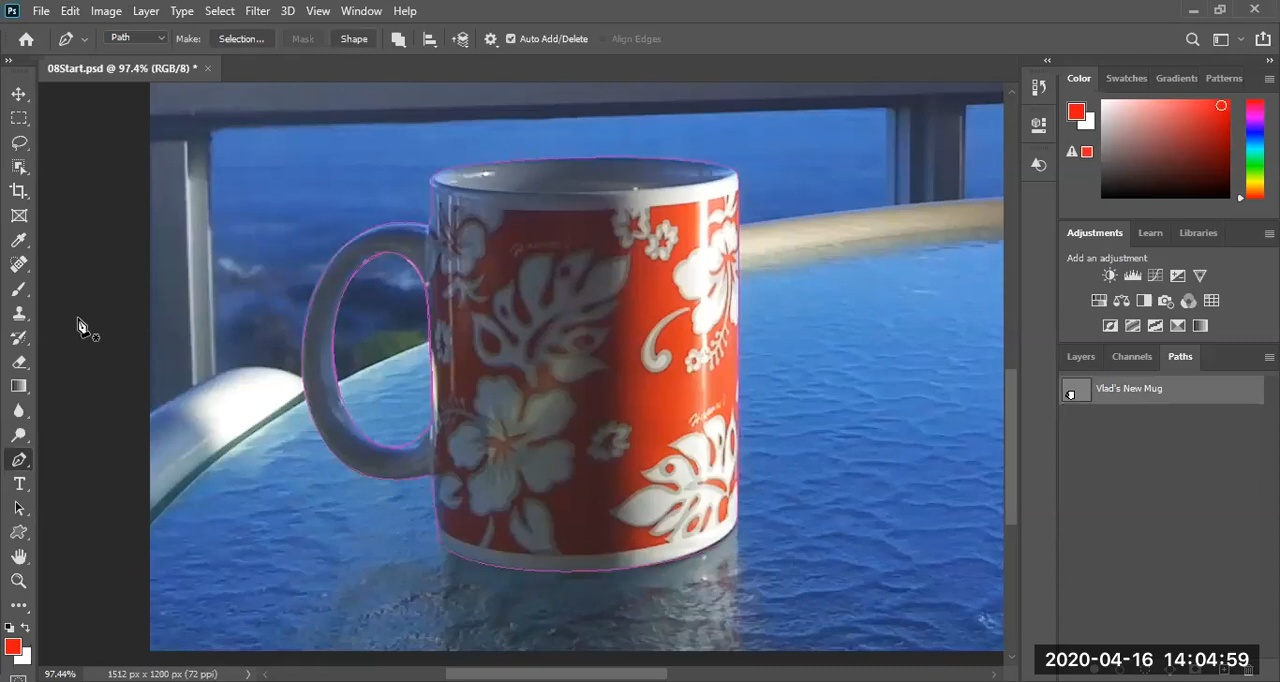 Ps File Edit Image Layer Type Select Filter 3D View Window Help
Path Make: Selection... Mask Shape Auto Add/Delete Align Edges
08Start.psd @ 97.4% (RGB/8) * ×
Color Swatches Gradient: Patterns
Adjustments Learn Libraries
Add an adjustment
Layers Channels Paths
Vlad's New Mug
97.44% 1512 px x 1200 px (72 ppi)
2020-04-16 14:04:59